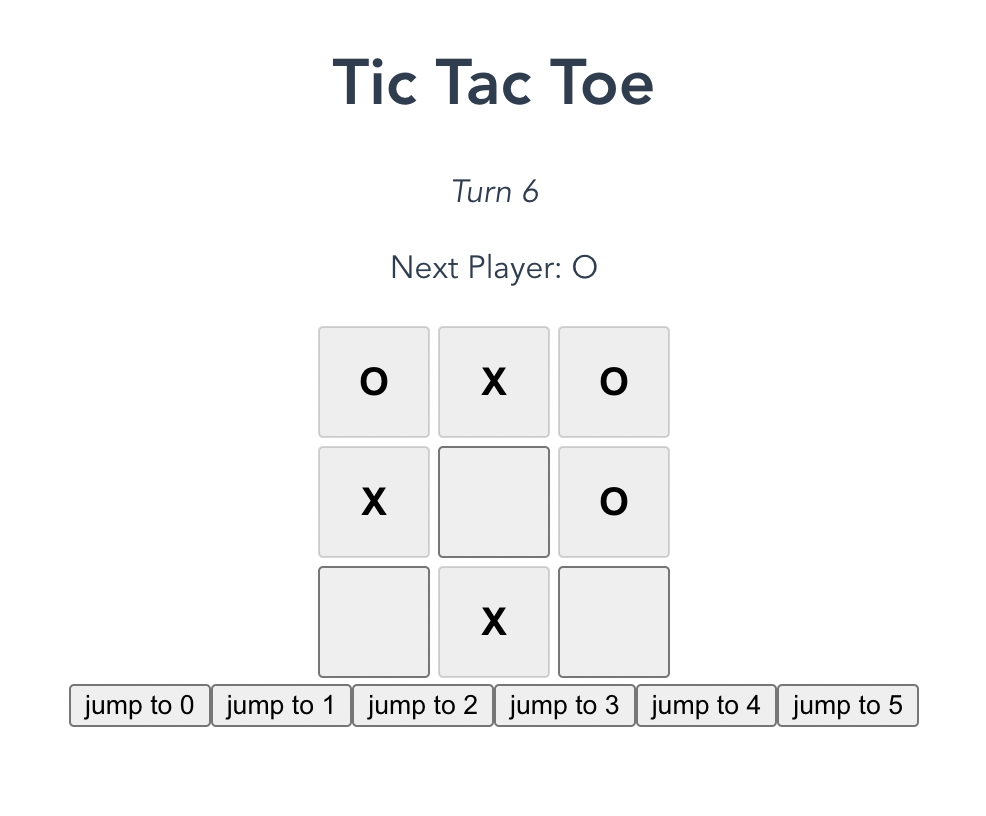 Tic Tac Toe
Turn 6
Next Player: O
O X O
X O
X
jump to 0 jump to 1 jump to 2 jump to 3 jump to 4 jump to 5